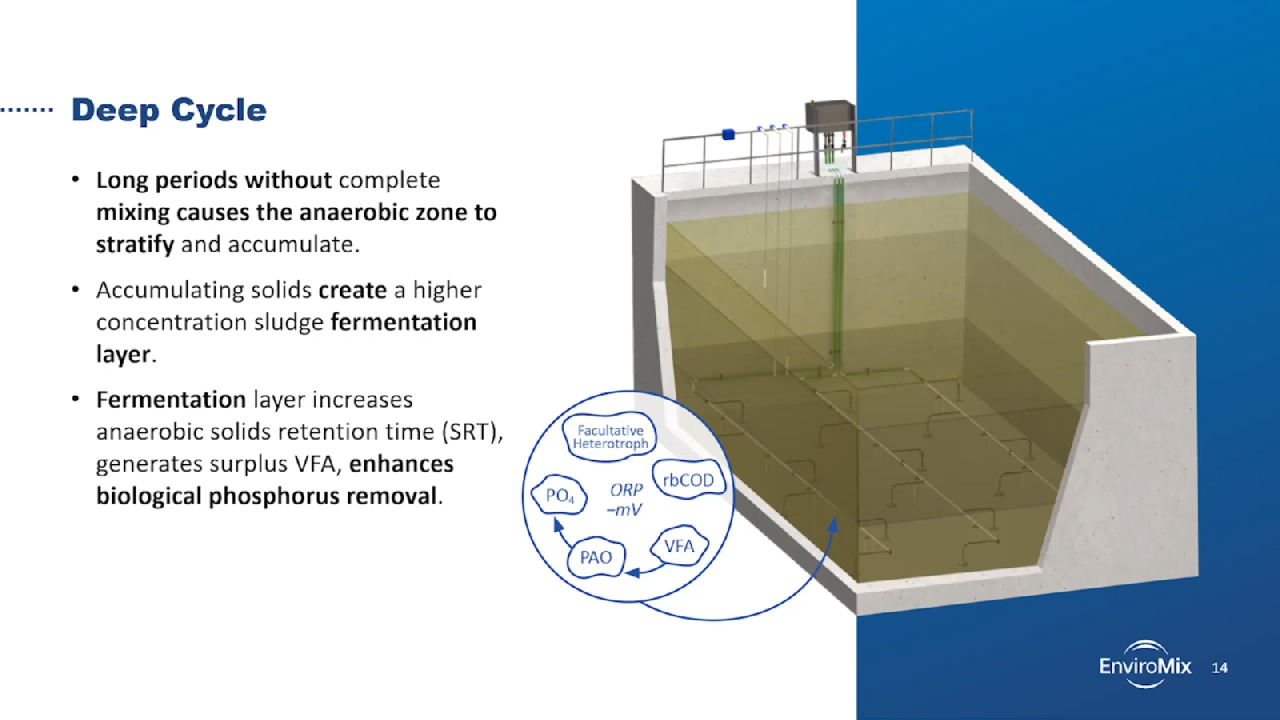 Deep Cycle
• Long periods without complete
mixing causes the anaerobic zone to
stratify and accumulate.
• Accumulating solids create a higher
concentration sludge fermentation
layer.
• Fermentation layer increases
anaerobic solids retention time (SRT),
generates surplus VFA, enhances
biological phosphorus removal.
Facultative
Heterotroph
rbCOD
PO₄
ORP
–mV
VFA
PAO
EnviroMix
14